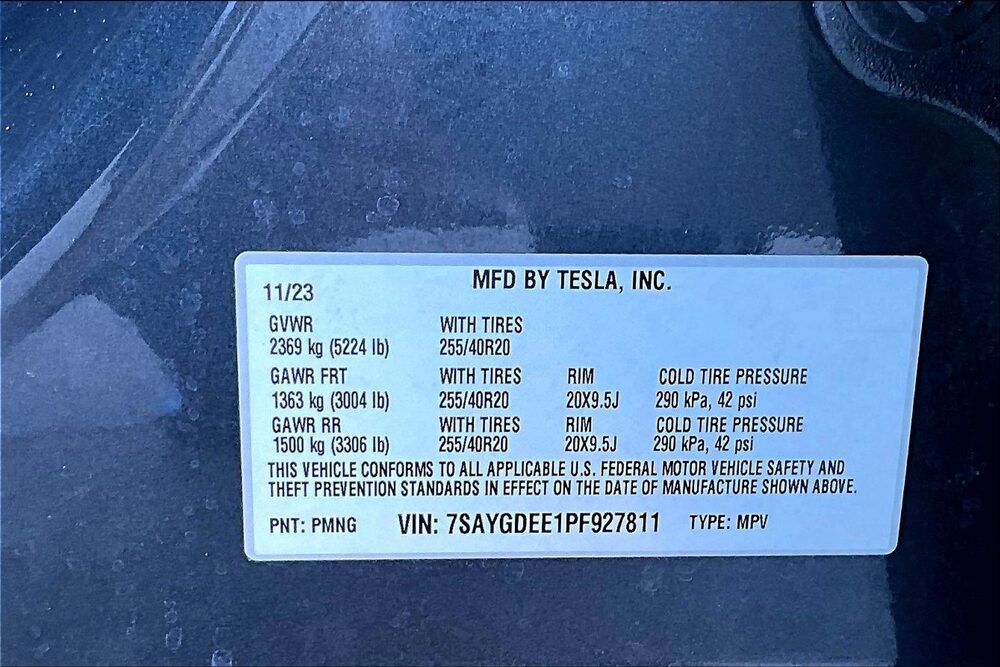 MFD BY TESLA, INC.
11/23
GVWR WITH TIRES
2369 kg (5224 lb) 255/40R20
GAWR FRT WITH TIRES RIM COLD TIRE PRESSURE
1363 kg (3004 lb) 255/40R20 20X9.5J 290 kPa, 42 psi
GAWR RR WITH TIRES RIM COLD TIRE PRESSURE
1500 kg (3306 lb) 255/40R20 20X9.5J 290 kPa, 42 psi
THIS VEHICLE CONFORMS TO ALL APPLICABLE U.S. FEDERAL MOTOR VEHICLE SAFETY AND
THEFT PREVENTION STANDARDS IN EFFECT ON THE DATE OF MANUFACTURE SHOWN ABOVE.
PNT: PMNG VIN: 7SAYGDEE1PF927811 TYPE: MPV